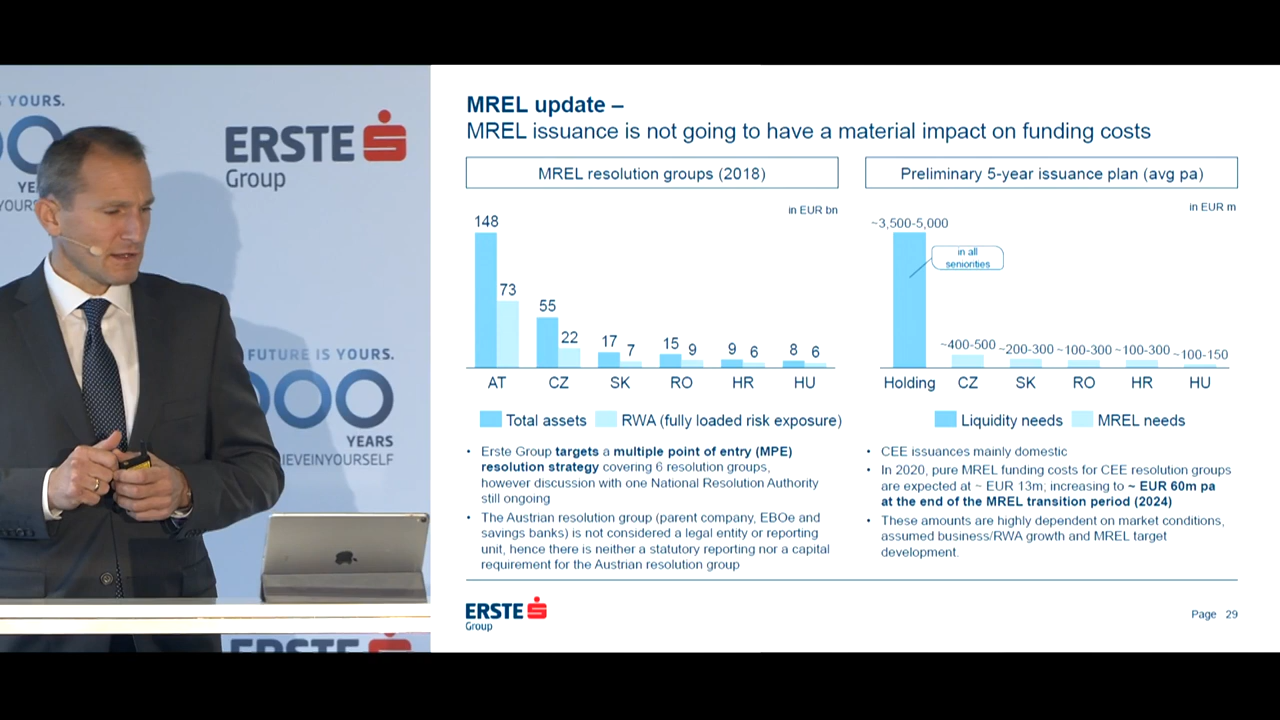 S YOURS.
YE
YOURS
ERSTE
Group
FUTURE IS YOURS.
000
YEARS
IEVEINYOURSELF
ERSTE
MREL update –
MREL issuance is not going to have a material impact on funding costs
MREL resolution groups (2018)
in EUR bn
148
73
55
22
17
7
15
9
9
6
8
6
AT CZ SK RO HR HU
Total assets RWA (fully loaded risk exposure)
• Erste Group targets a multiple point of entry (MPE)
resolution strategy covering 6 resolution groups,
however discussion with one National Resolution Authority
still ongoing
• The Austrian resolution group (parent company, EBOe and
savings banks) is not considered a legal entity or reporting
unit, hence there is neither a statutory reporting nor a capital
requirement for the Austrian resolution group
Preliminary 5-year issuance plan (avg pa)
in EUR m
~3,500-5,000
in all
seniorities
~400-500 ~200-300 ~100-300 ~100-300 ~100-150
Holding CZ SK RO HR HU
Liquidity needs MREL needs
• CEE issuances mainly domestic
• In 2020, pure MREL funding costs for CEE resolution groups
are expected at ~ EUR 13m; increasing to ~ EUR 60m pa
at the end of the MREL transition period (2024)
• These amounts are highly dependent on market conditions,
assumed business/RWA growth and MREL target
development.
ERSTE
Group
Page 29